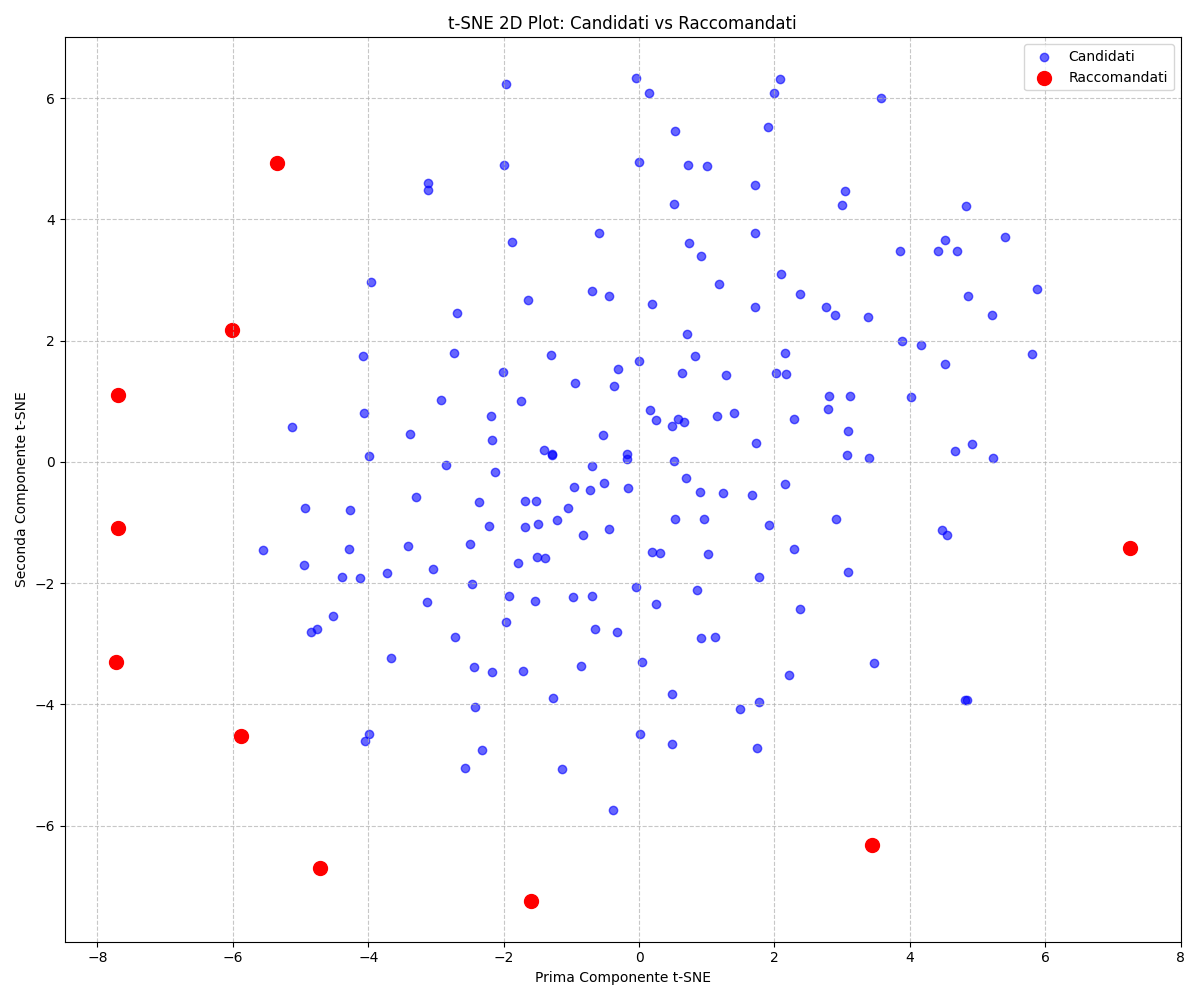 t-SNE 2D Plot: Candidati vs Raccomandati
Candidati
Raccomandati
6
4
2
0
−2
−4
−6
Seconda Componente t-SNE
−8 −6 −4 −2 0 2 4 6 8
Prima Componente t-SNE